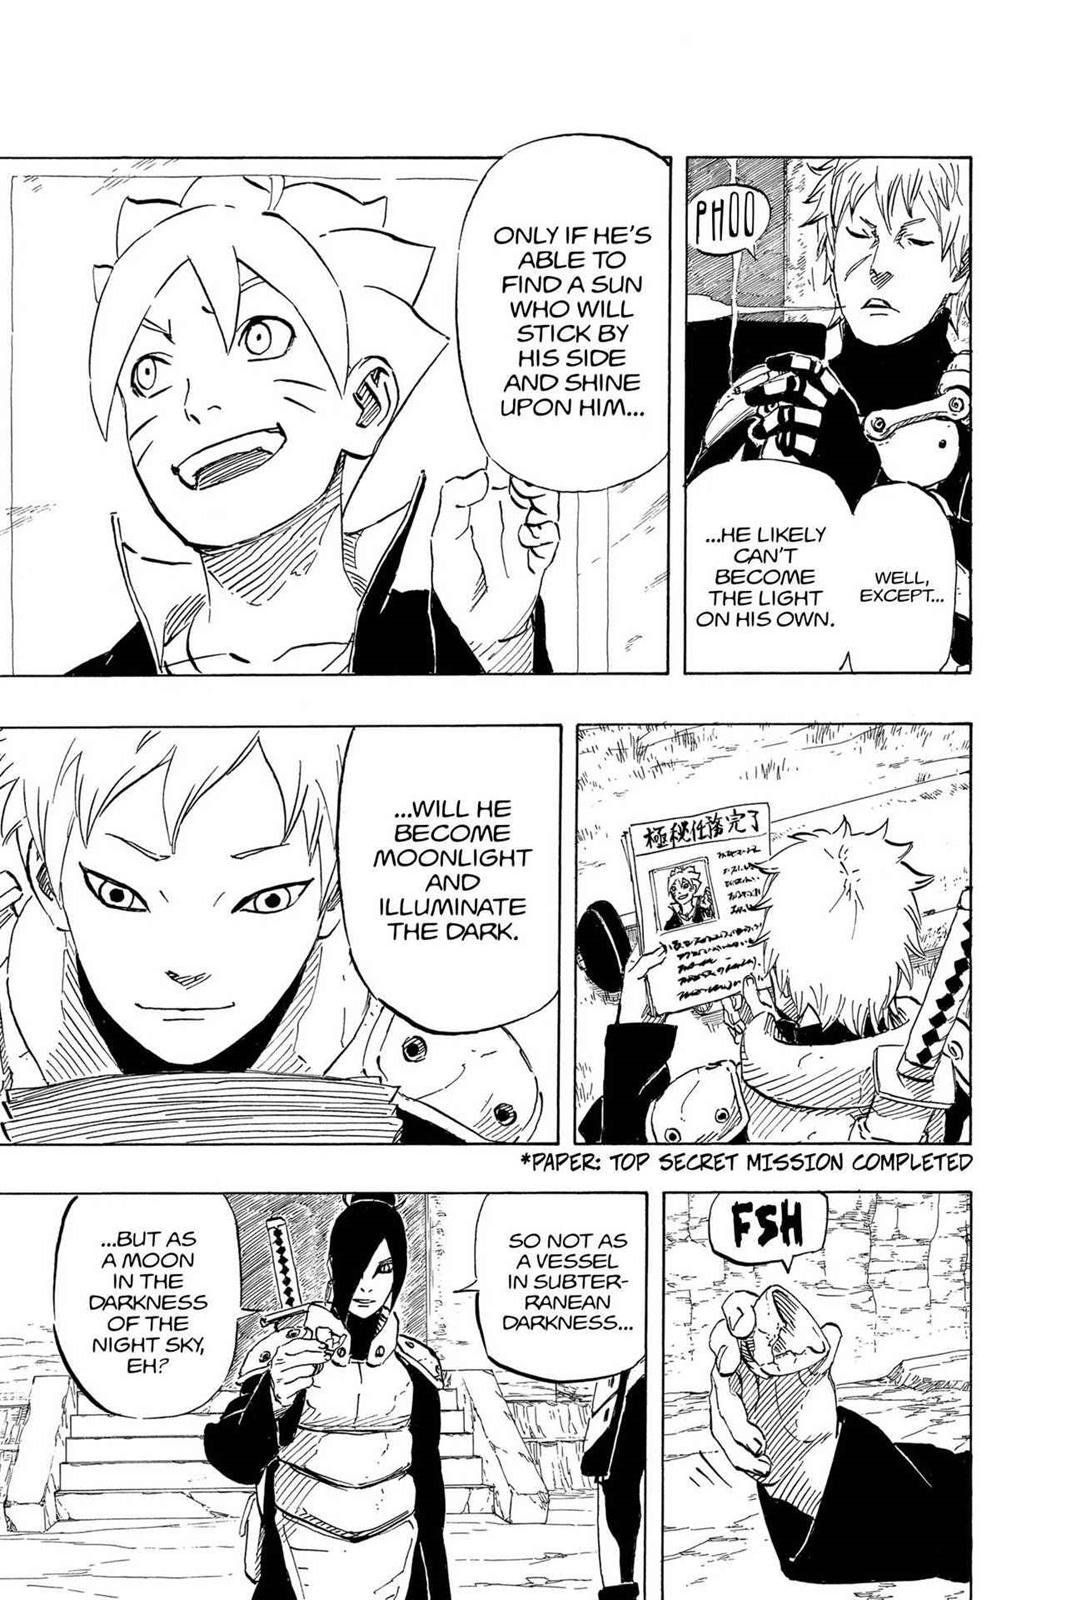 PHOO
WELL,
EXCEPT...
...HE LIKELY
CAN'T
BECOME
THE LIGHT
ON HIS OWN.
ONLY IF HE'S
ABLE TO
FIND A SUN
WHO WILL
STICK BY
HIS SIDE
AND SHINE
UPON HIM...
極秘任務完了
*PAPER: TOP SECRET MISSION COMPLETED
...WILL HE
BECOME
MOONLIGHT
AND
ILLUMINATE
THE DARK.
FSH
SO NOT AS
A VESSEL
IN SUBTER-
RANEAN
DARKNESS...
...BUT AS
A MOON
IN THE
DARKNESS
OF THE
NIGHT SKY,
EH?